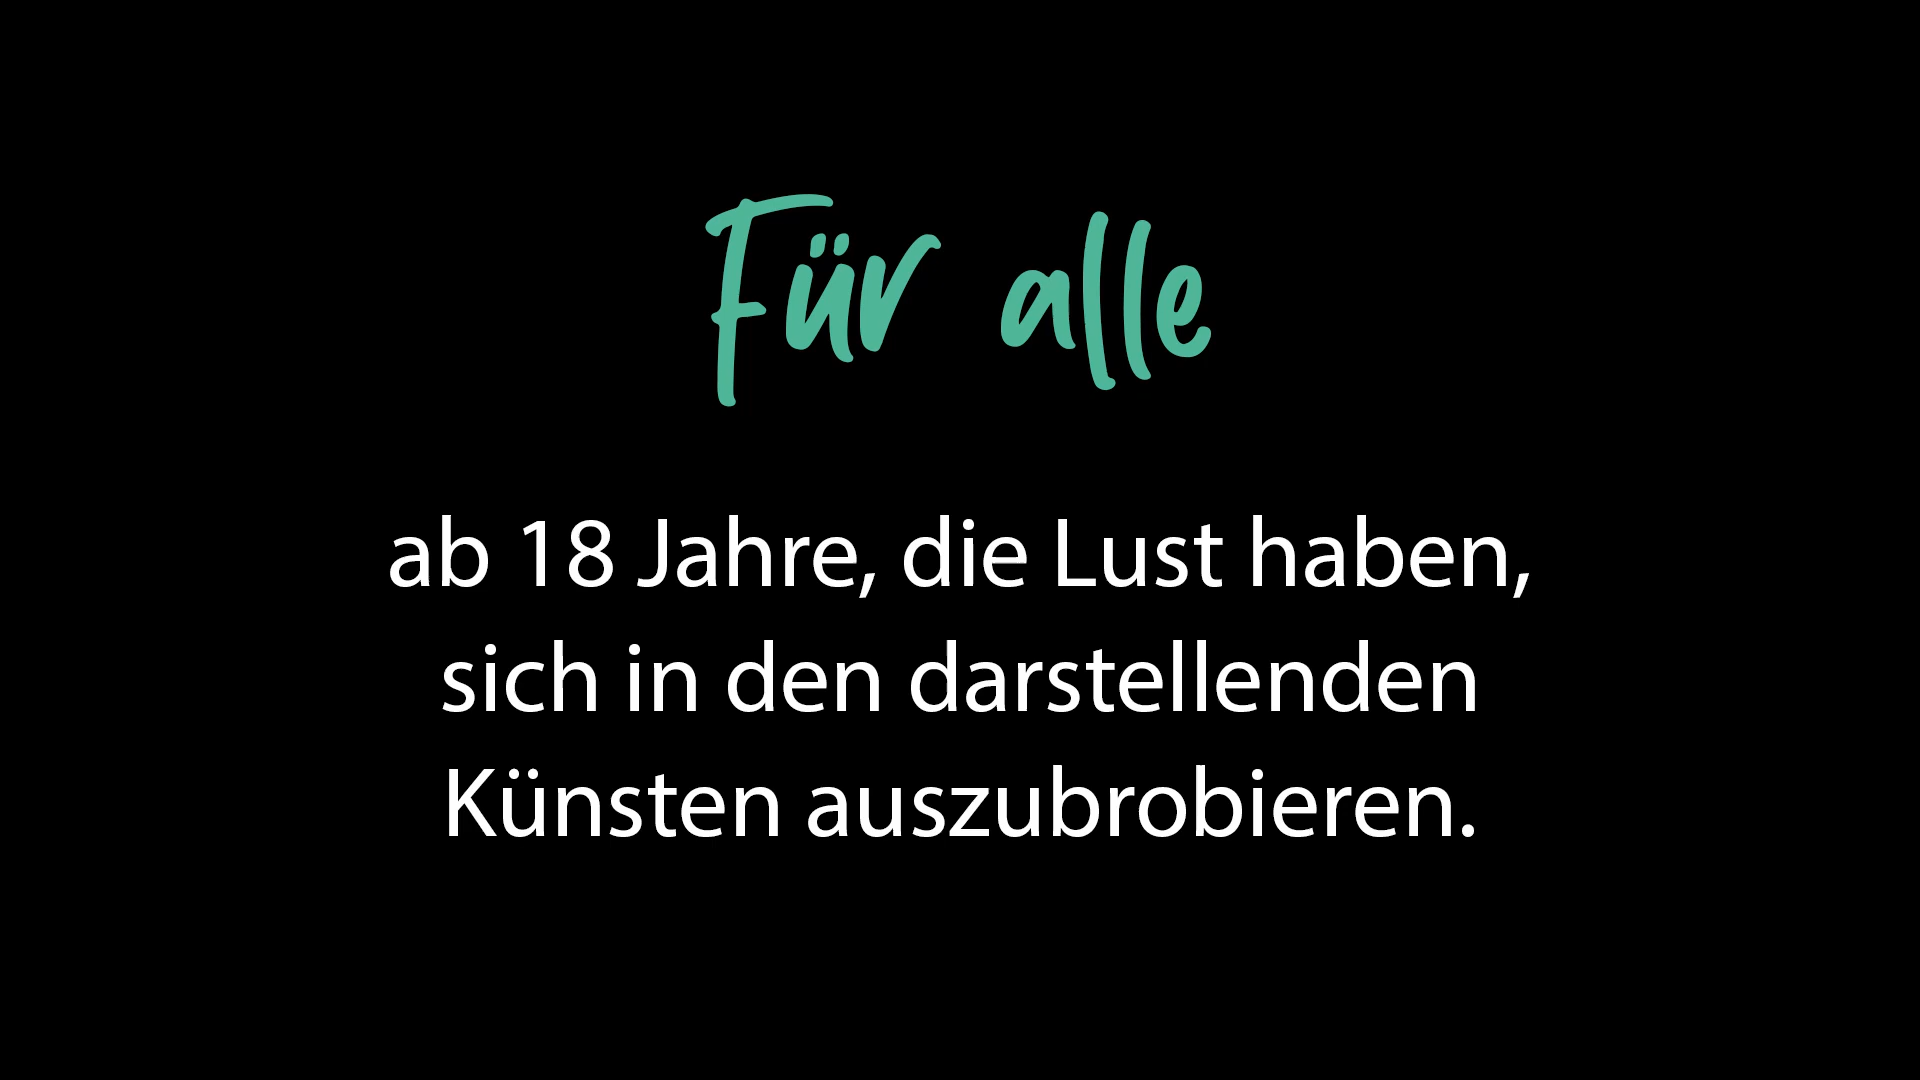 Für alle
ab 18 Jahre, die Lust haben,
sich in den darstellenden
Künsten auszubrobieren.